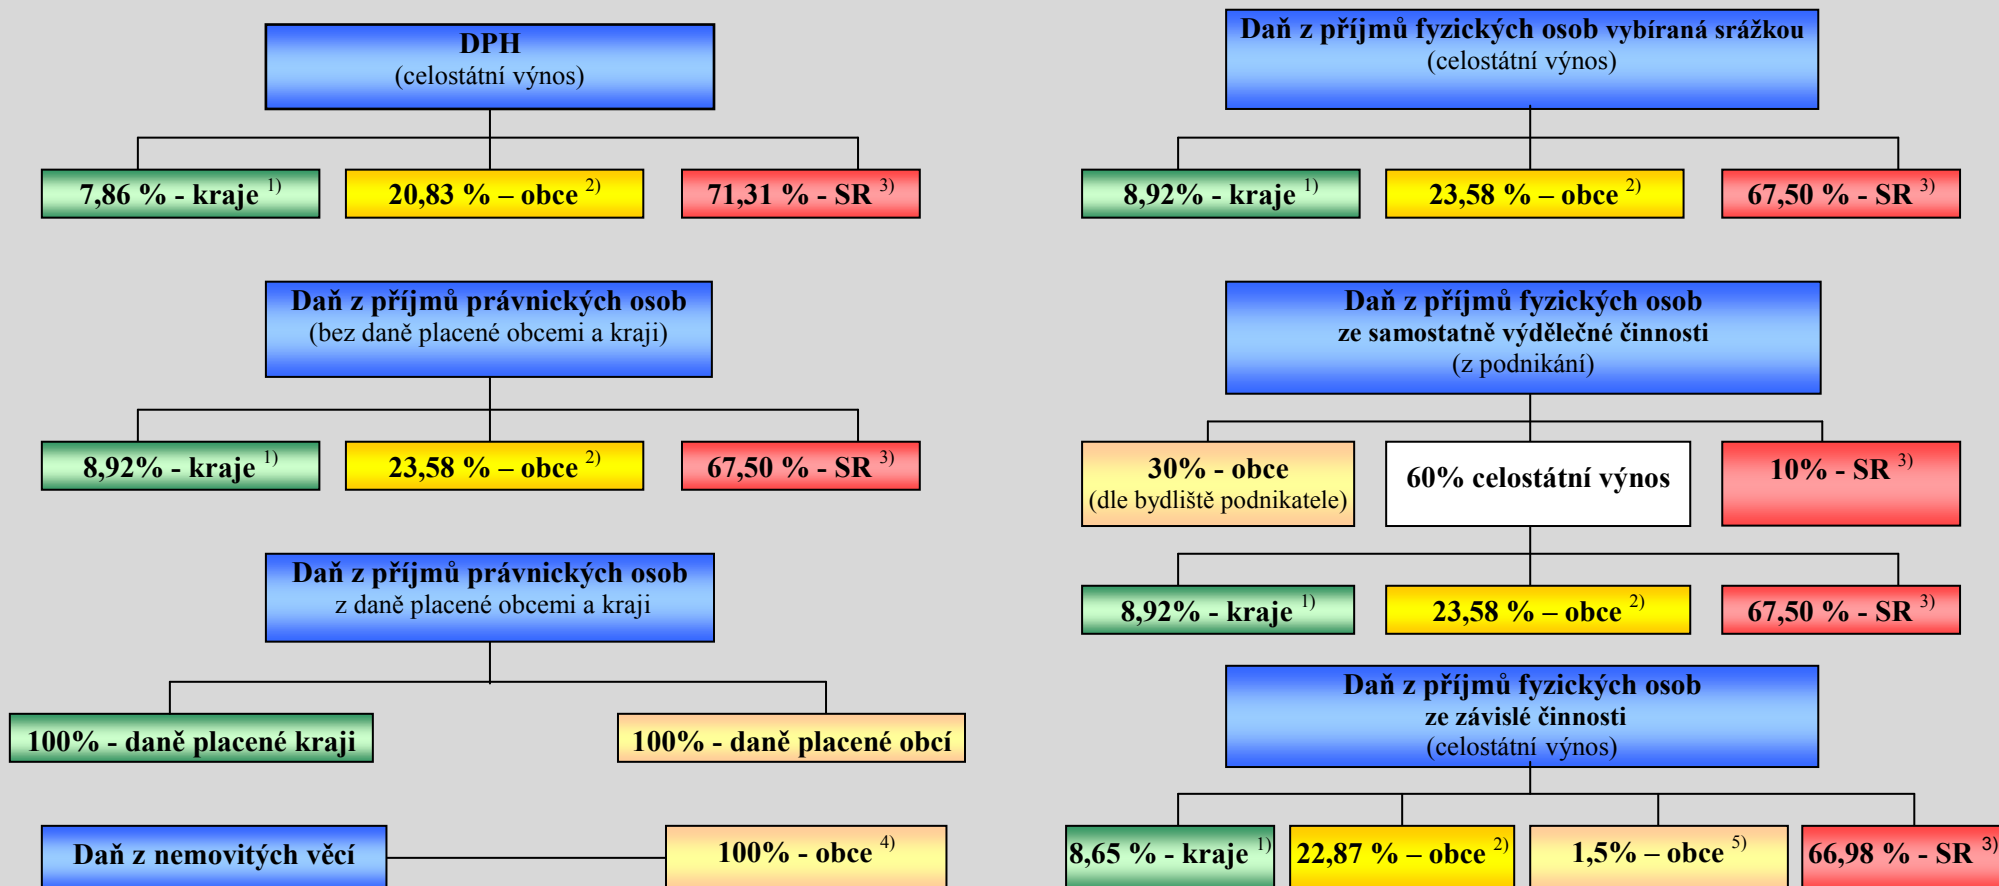 DPH
(celostátní výnos)
7,86 % - kraje 1)
20,83 % – obce 2)
71,31 % - SR 3)
Daň z příjmů právnických osob
(bez daně placené obcemi a kraji)
8,92% - kraje 1)
23,58 % – obce 2)
67,50 % - SR 3)
Daň z příjmů právnických osob
z daně placené obcemi a kraji
100% - daně placené kraji
100% - daně placené obcí
Daň z nemovitých věcí
100% - obce 4)
Daň z příjmů fyzických osob vybíraná srážkou
(celostátní výnos)
8,92% - kraje 1)
23,58 % – obce 2)
67,50 % - SR 3)
Daň z příjmů fyzických osob
ze samostatně výdělečné činnosti
(z podnikání)
30% - obce
(dle bydliště podnikatele)
60% celostátní výnos
10% - SR 3)
8,92% - kraje 1)
23,58 % – obce 2)
67,50 % - SR 3)
Daň z příjmů fyzických osob
ze závislé činnosti
(celostátní výnos)
8,65 % - kraje 1)
22,87 % – obce 2)
1,5% – obce 5)
66,98 % - SR 3)